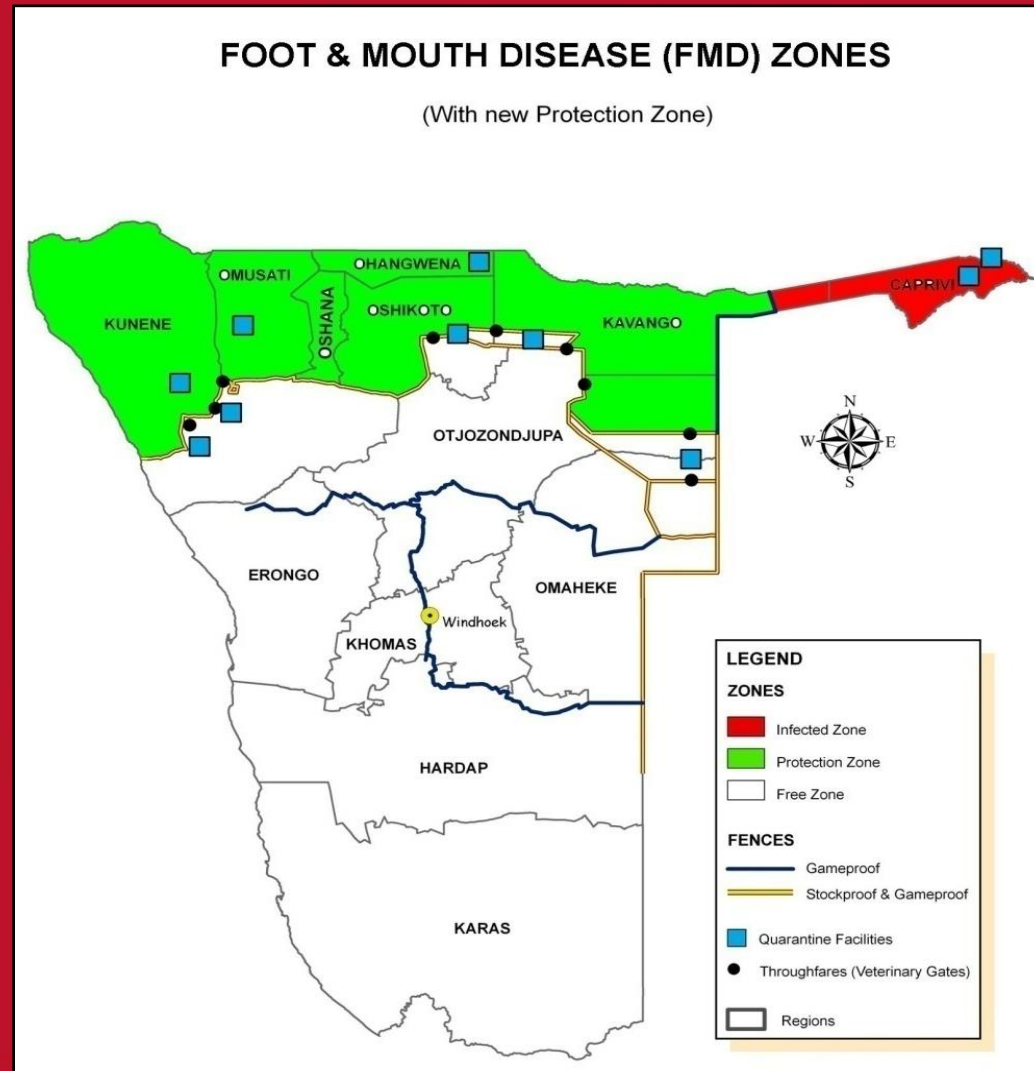 FOOT & MOUTH DISEASE (FMD) ZONES
(With new Protection Zone)
OHANGWENA
OMUSATI
CAPRIVI
OSHIKOTO
KUNENE
OSHANA
KAVANGO
N
W
E
S
OTJOZONDJUPA
ERONGO
OMAHEKE
Windhoek
KHOMAS
HARDAP
KARAS
LEGEND
ZONES
Infected Zone
Protection Zone
Free Zone
FENCES
Gameproof
Stockproof & Gameproof
Quarantine Facilities
Throughfares (Veterinary Gates)
Regions